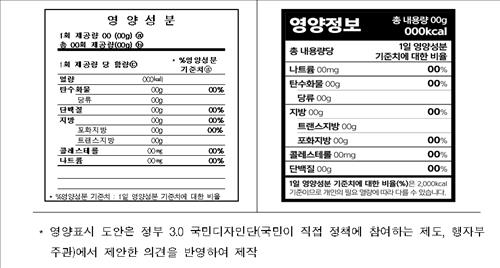 영 양 성 분
1회 제공량 00 (00g) ⓐ
총 00회 제공량(00g) ⓑ
1회 제공량 당 함량ⓒ
* %영양성분
기준치ⓓ
열량 000㎉
탄수화물 00g 00%
당류 00g
단백질 00g 00%
지방 00g 00%
포화지방 00g 00%
트랜스지방 00g
콜레스테롤 00㎎ 00%
나트륨 00㎎ 00%
* %영양성분 기준치 : 1일 영양성분 기준치에 대한 비율
영양정보
총 내용량 00g
000kcal
총 내용량당
1일 영양성분
기준치에 대한 비율
나트륨 00mg 00%
탄수화물 00g 00%
당류 00g
지방 00g 00%
트랜스지방 00g
포화지방 00g 00%
콜레스테롤 00mg 00%
단백질 00g 00%
1일 영양성분 기준치에 대한 비율(%)은 2,000kcal
기준이므로 개인의 필요 열량에 따라 다를 수 있습니다.
* 영양표시 도안은 정부 3.0 국민디자인단(국민이 직접 정책에 참여하는 제도, 행자부
주관)에서 제안한 의견을 반영하여 제작